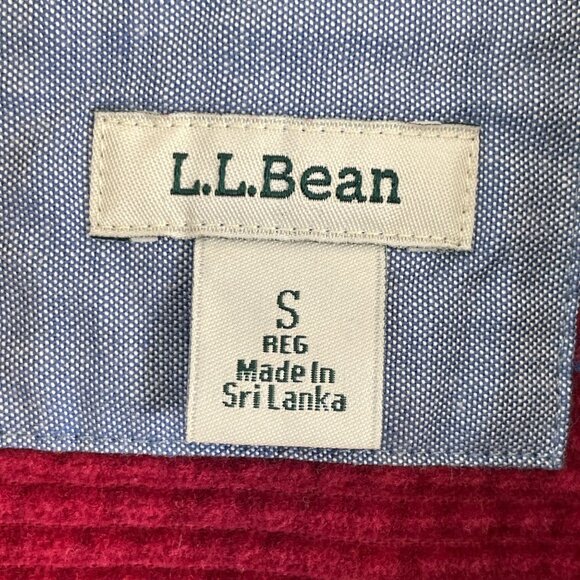 L.L.Bean
S
REG
Made In
Sri Lanka